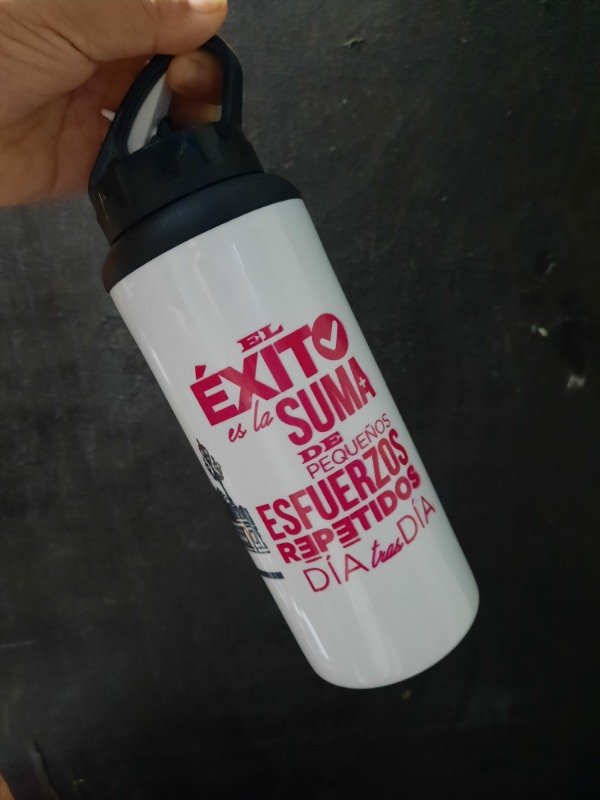 EL
ÉXITO
es la SUMA
DE
PEQUEÑOS
ESFUERZOS
REPETIDOS
DÍA tras DÍA